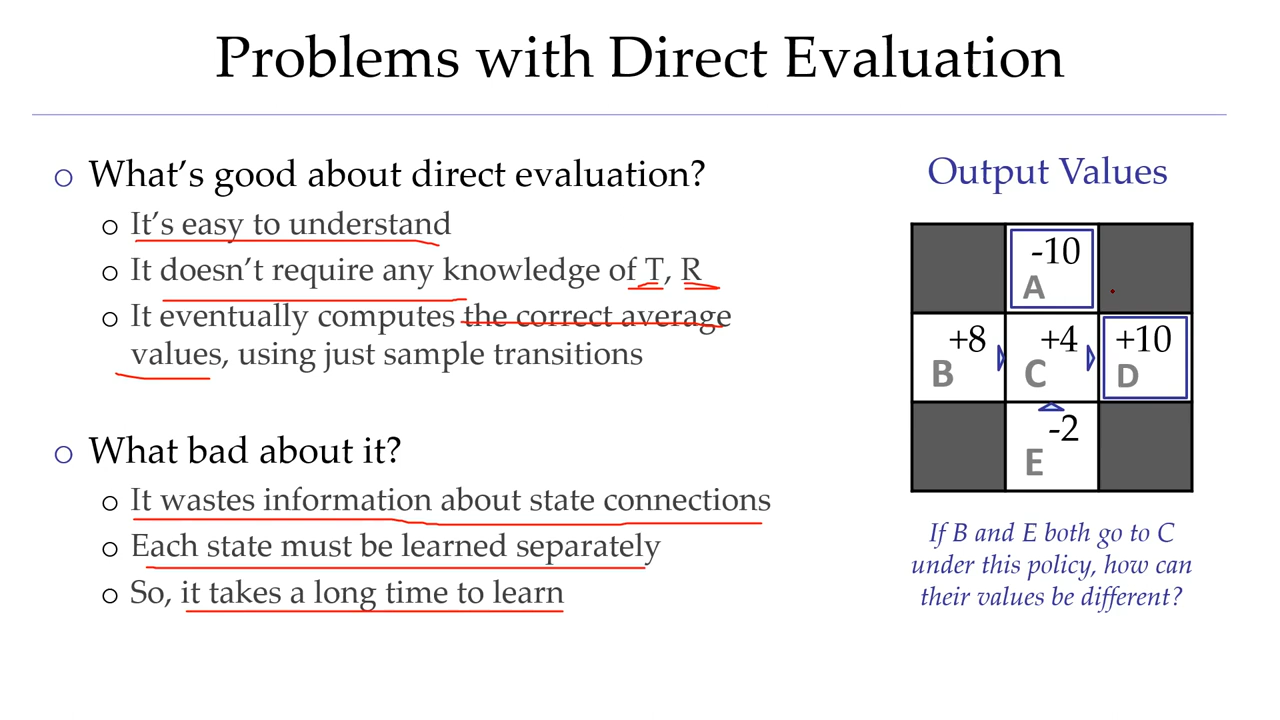 Problems with Direct Evaluation
What's good about direct evaluation?
It's easy to understand
It doesn't require any knowledge of T, R
It eventually computes the correct average
values, using just sample transitions
What bad about it?
It wastes information about state connections
Each state must be learned separately
So, it takes a long time to learn
Output Values
-10
A
+8
B
+4
C
+10
D
-2
E
If B and E both go to C
under this policy, how can
their values be different?